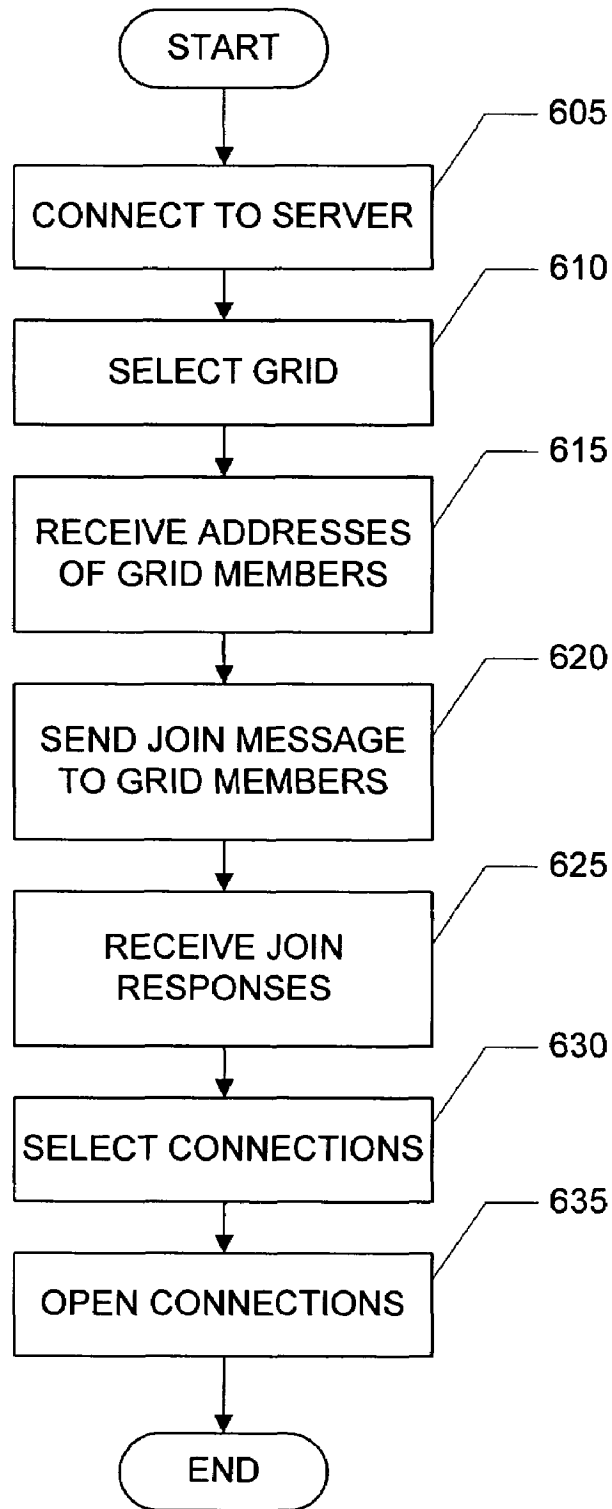 START
605
CONNECT TO SERVER
610
SELECT GRID
615
RECEIVE ADDRESSES
OF GRID MEMBERS
620
SEND JOIN MESSAGE
TO GRID MEMBERS
625
RECEIVE JOIN
RESPONSES
630
SELECT CONNECTIONS
635
OPEN CONNECTIONS
END